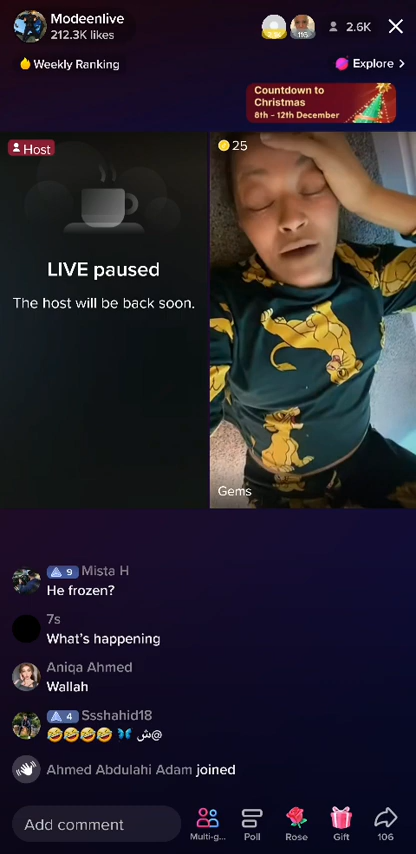 Modeenlive
212.3K likes
2.6K
Weekly Ranking
Explore
Countdown to
Christmas
8th - 12th December
Host
25
LIVE paused
The host will be back soon.
Gems
9 Mista H
He frozen?
7s
What's happening
Aniqa Ahmed
Wallah
4 Ssshahid18
🤣🤣🤣🤣 🦋 ش@
Ahmed Abdulahi Adam joined
Add comment
Multi-g...
Poll
Rose
Gift
106